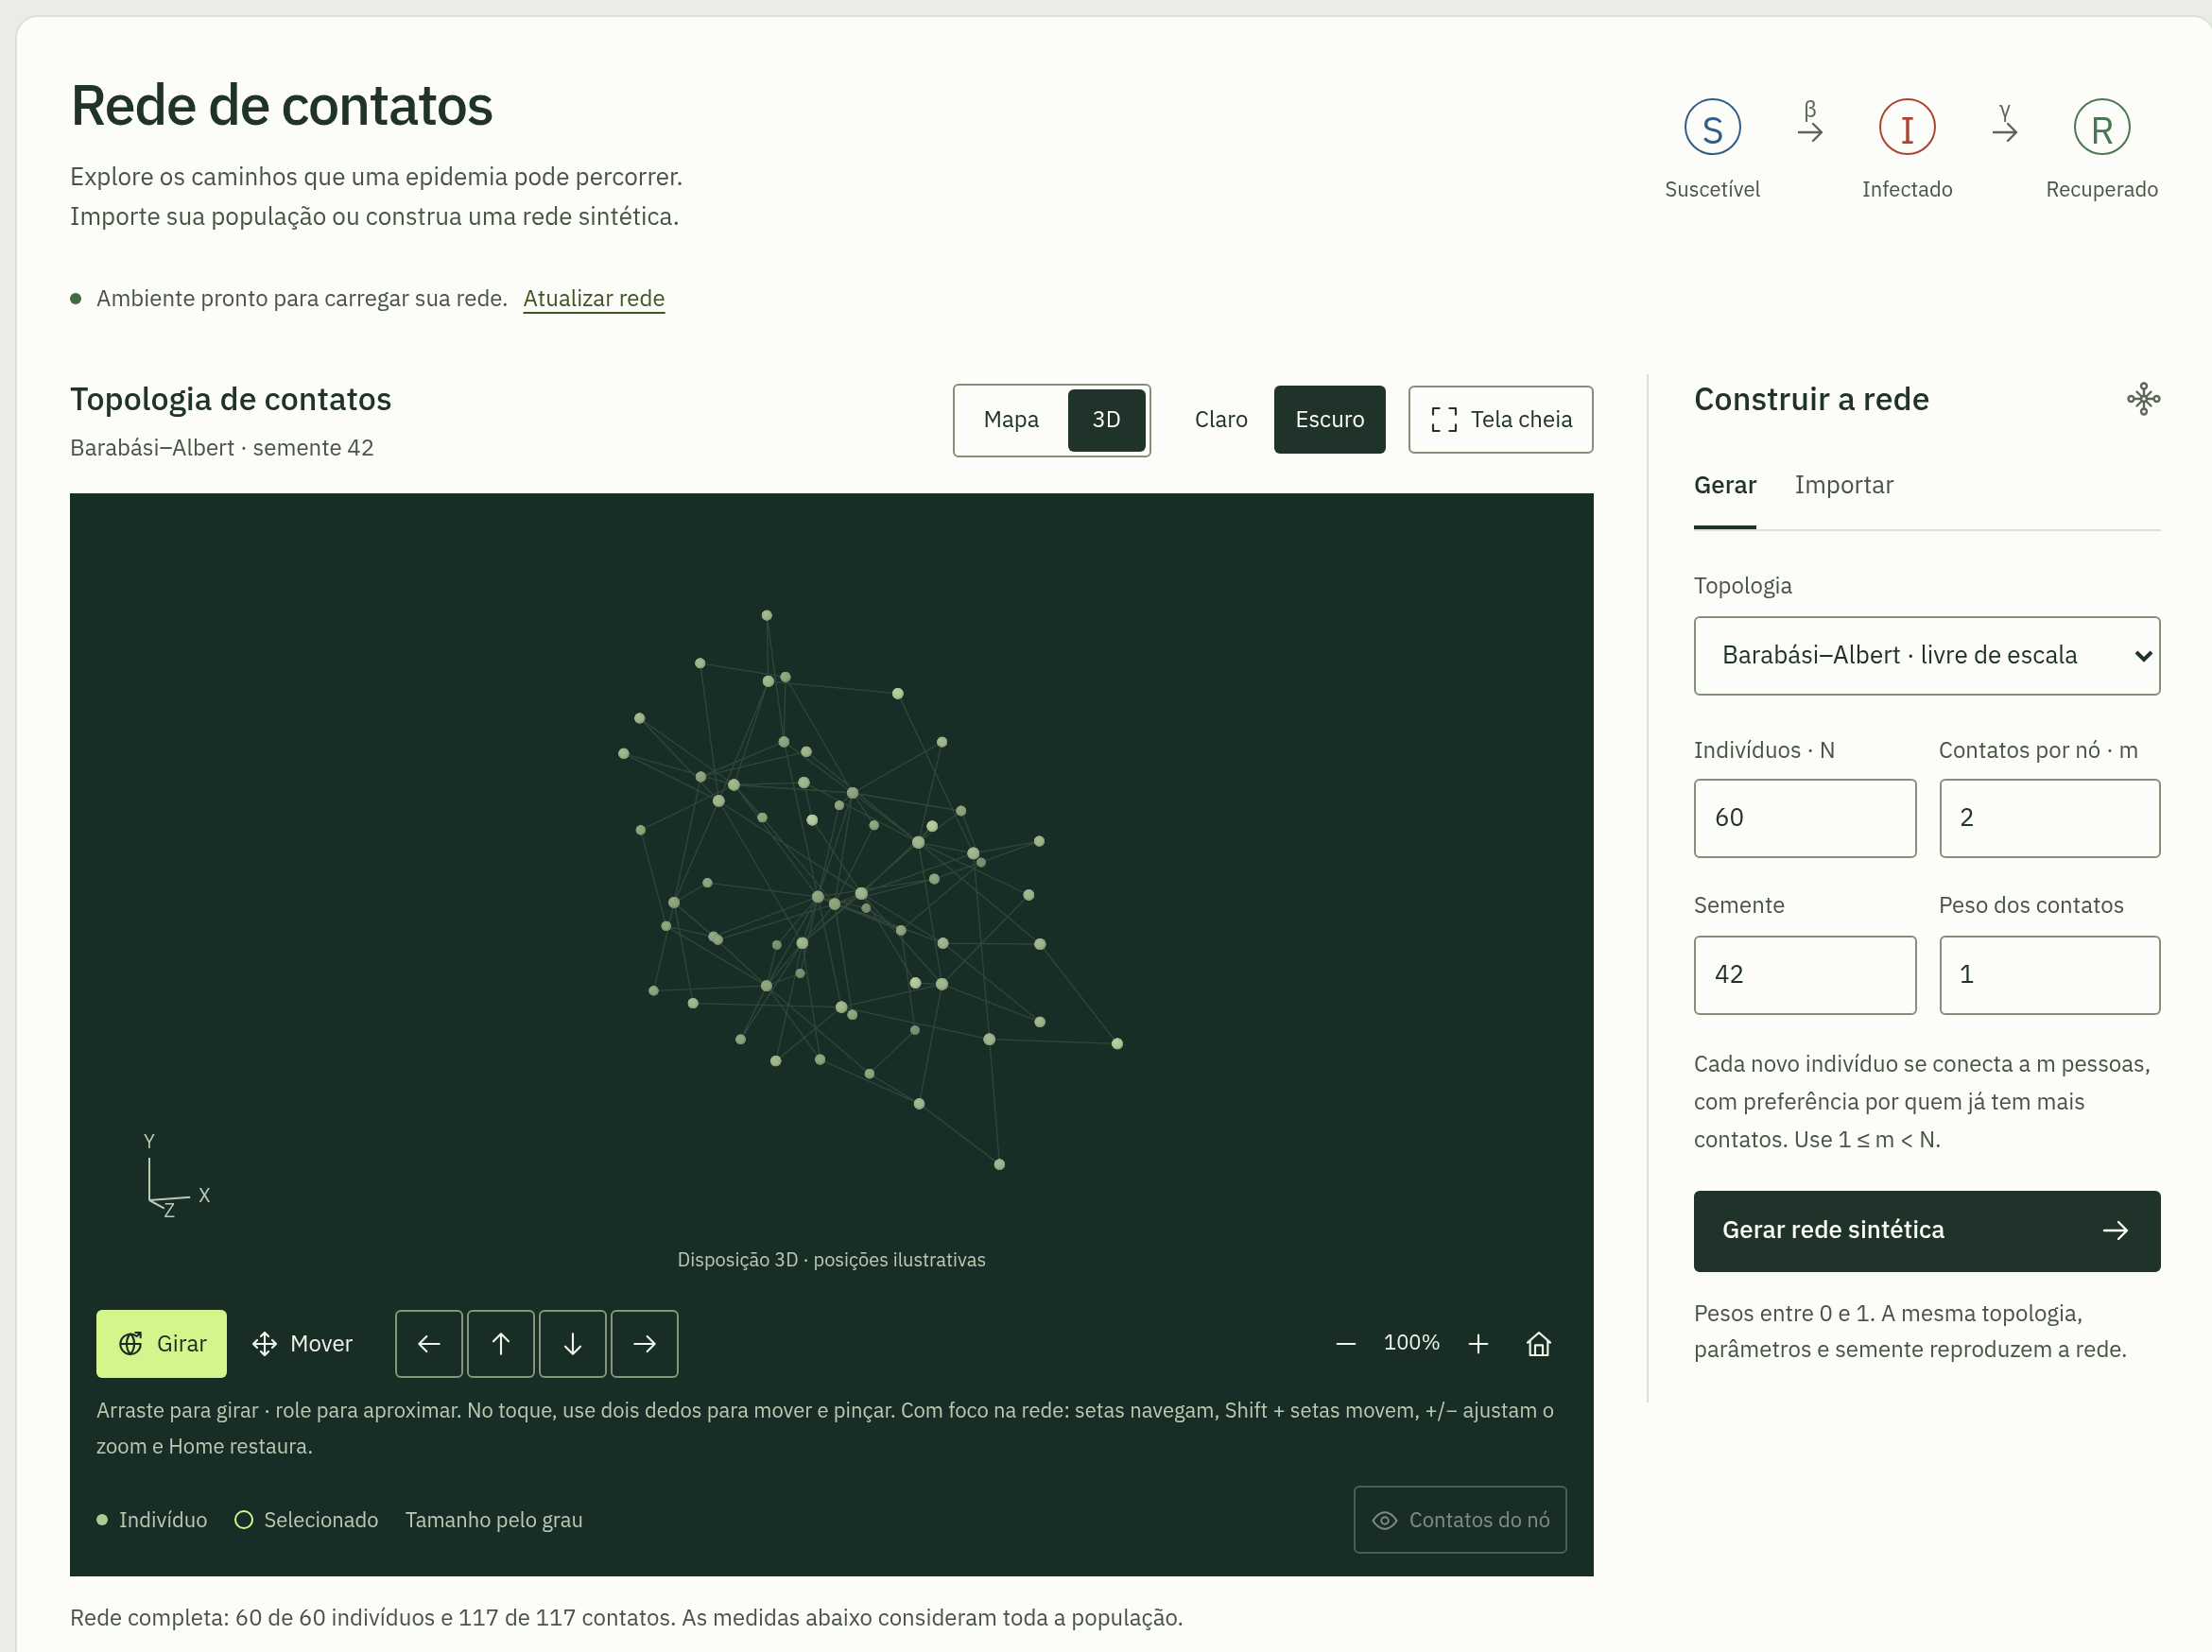 Rede de contatos
Explore os caminhos que uma epidemia pode percorrer.
Importe sua população ou construa uma rede sintética.
S β → I γ → R
Suscetível Infectado Recuperado
Ambiente pronto para carregar sua rede. Atualizar rede
Topologia de contatos
Barabási–Albert · semente 42
Mapa 3D Claro Escuro Tela cheia
Y
X
Z
Disposição 3D · posições ilustrativas
Girar Mover ← ↑ ↓ → − 100% +
Arraste para girar · role para aproximar. No toque, use dois dedos para mover e pinçar. Com foco na rede: setas navegam, Shift + setas movem, +/− ajustam o
zoom e Home restaura.
Indivíduo Selecionado Tamanho pelo grau Contatos do nó
Rede completa: 60 de 60 indivíduos e 117 de 117 contatos. As medidas abaixo consideram toda a população.
Construir a rede
Gerar Importar
Topologia
Barabási–Albert · livre de escala
Indivíduos · N Contatos por nó · m
60 2
Semente Peso dos contatos
42 1
Cada novo indivíduo se conecta a m pessoas,
com preferência por quem já tem mais
contatos. Use 1 ≤ m < N.
Gerar rede sintética →
Pesos entre 0 e 1. A mesma topologia,
parâmetros e semente reproduzem a rede.